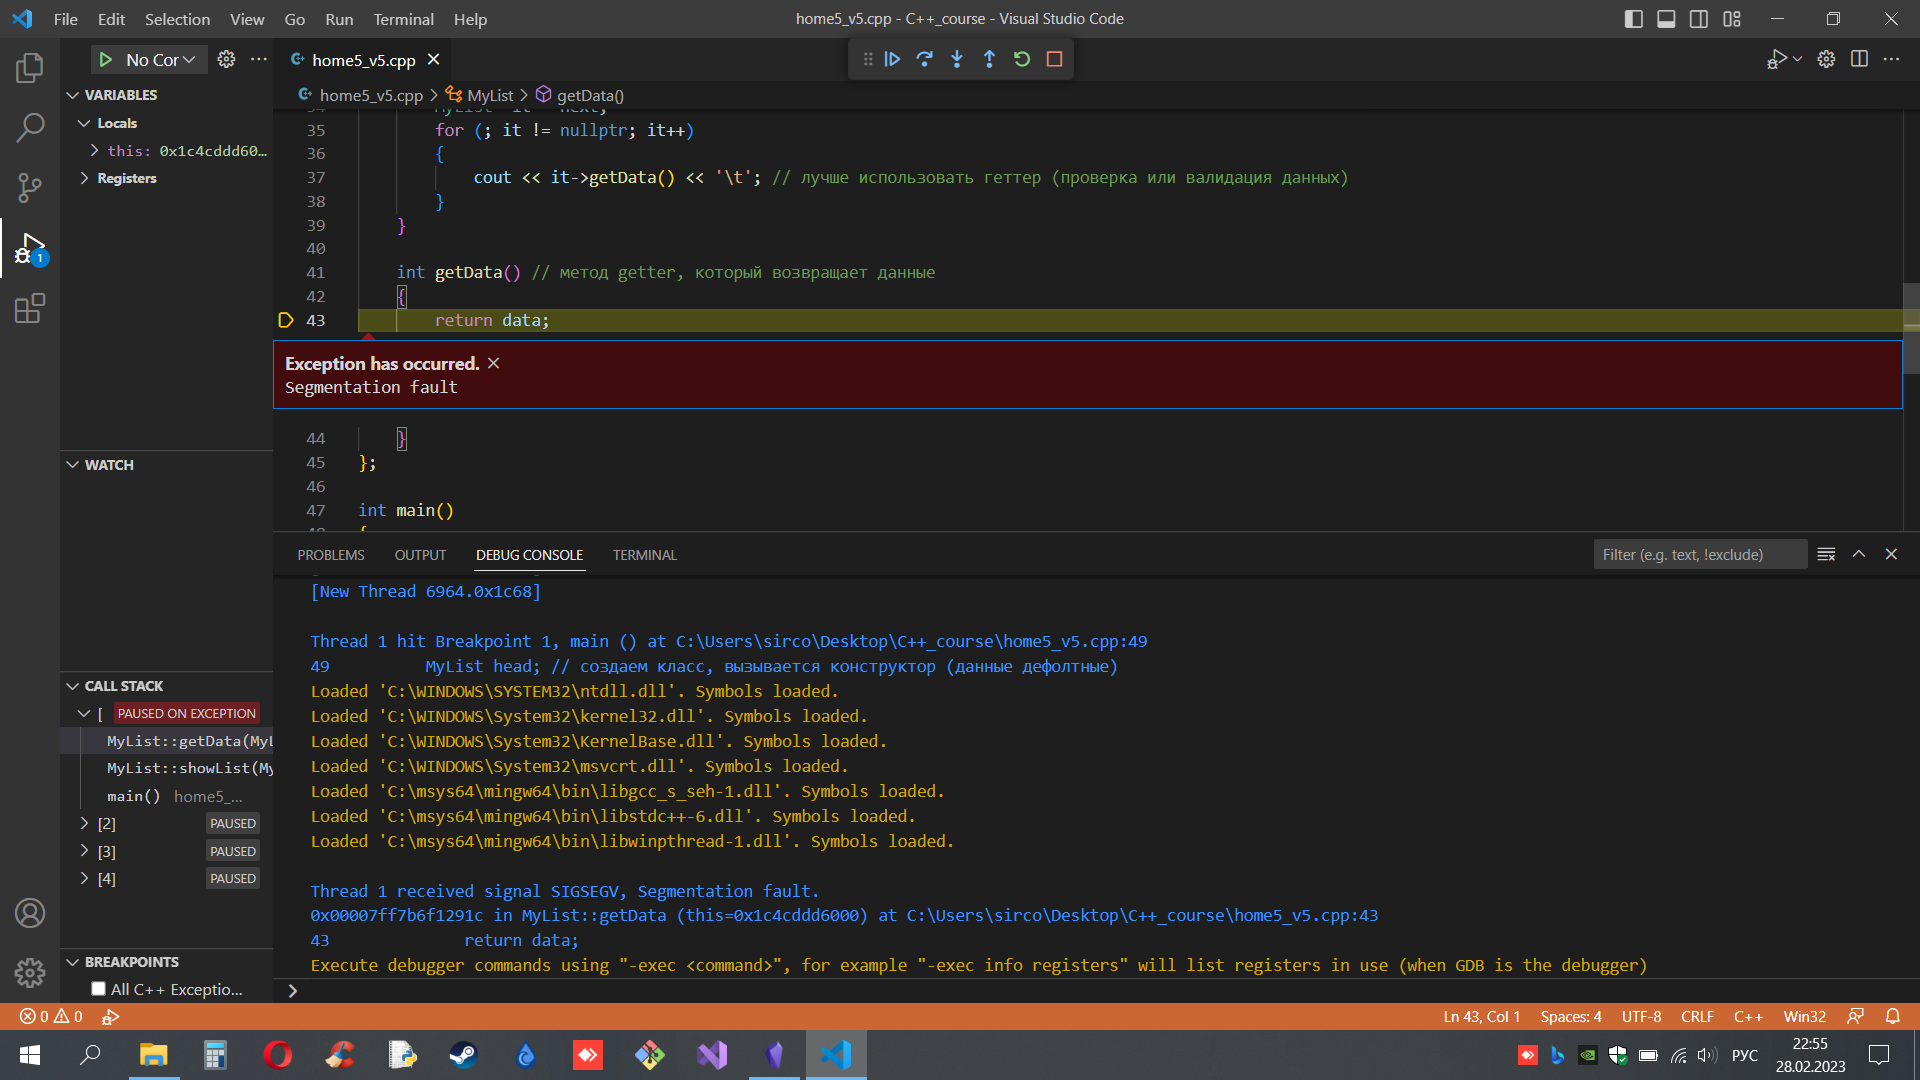 File Edit Selection View Go Run Terminal Help
home5_v5.cpp - C++_course - Visual Studio Code
No Cor
home5_v5.cpp
home5_v5.cpp > MyList > getData()
VARIABLES
Locals
this: 0x1c4cddd60…
Registers
WATCH
CALL STACK
[ PAUSED ON EXCEPTION
MyList::getData(MyL
MyList::showList(My
main() home5_...
[2] PAUSED
[3] PAUSED
[4] PAUSED
BREAKPOINTS
All C++ Exceptio...
35 for (; it != nullptr; it++)
36 {
37 cout << it->getData() << '\t'; // лучше использовать геттер (проверка или валидация данных)
38 }
39 }
40
41 int getData() // метод getter, который возвращает данные
42 {
43 return data;
Exception has occurred.
Segmentation fault
44 }
45 };
46
47 int main()
PROBLEMS OUTPUT DEBUG CONSOLE TERMINAL
Filter (e.g. text, !exclude)
[New Thread 6964.0x1c68]
Thread 1 hit Breakpoint 1, main () at C:\Users\sirco\Desktop\C++_course\home5_v5.cpp:49
49 MyList head; // создаем класс, вызывается конструктор (данные дефолтные)
Loaded 'C:\WINDOWS\SYSTEM32\ntdll.dll'. Symbols loaded.
Loaded 'C:\WINDOWS\System32\kernel32.dll'. Symbols loaded.
Loaded 'C:\WINDOWS\System32\KernelBase.dll'. Symbols loaded.
Loaded 'C:\WINDOWS\System32\msvcrt.dll'. Symbols loaded.
Loaded 'C:\msys64\mingw64\bin\libgcc_s_seh-1.dll'. Symbols loaded.
Loaded 'C:\msys64\mingw64\bin\libstdc++-6.dll'. Symbols loaded.
Loaded 'C:\msys64\mingw64\bin\libwinpthread-1.dll'. Symbols loaded.
Thread 1 received signal SIGSEGV, Segmentation fault.
0x00007ff7b6f1291c in MyList::getData (this=0x1c4cddd6000) at C:\Users\sirco\Desktop\C++_course\home5_v5.cpp:43
43 return data;
Execute debugger commands using "-exec <command>", for example "-exec info registers" will list registers in use (when GDB is the debugger)
>
0 0
Ln 43, Col 1 Spaces: 4 UTF-8 CRLF C++ Win32
РУС
22:55
28.02.2023